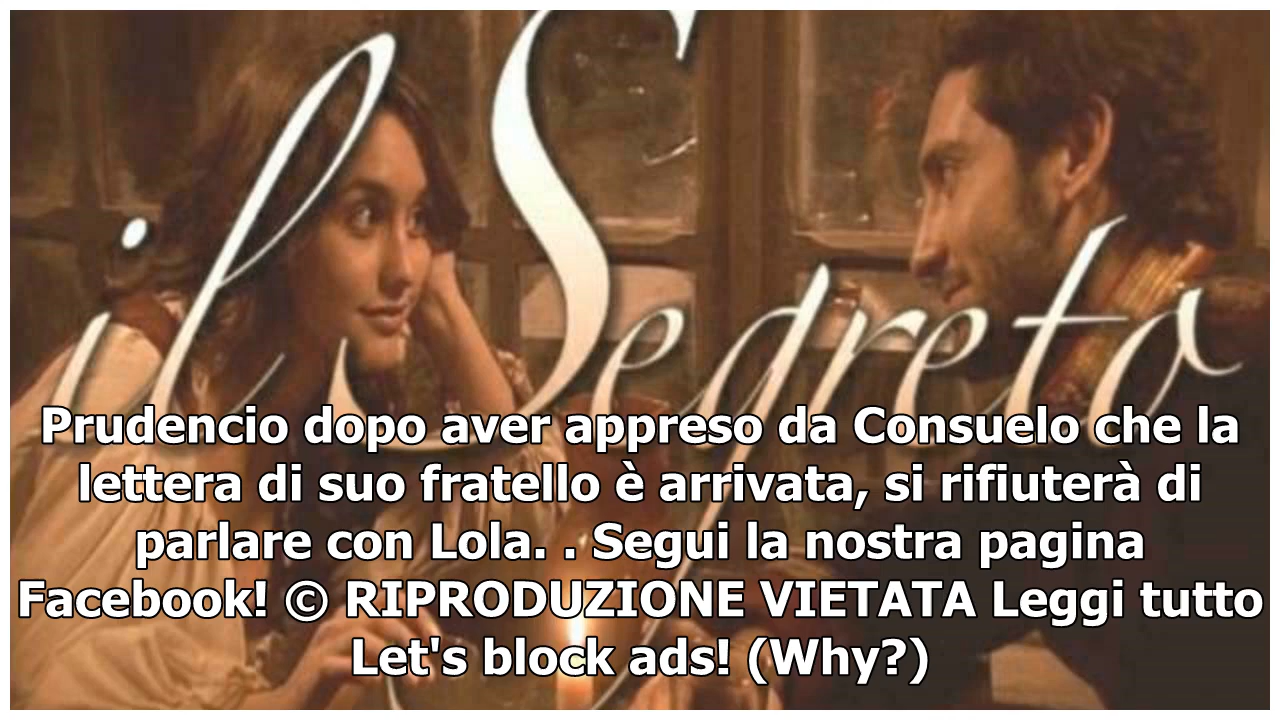 il Segreto
Prudencio dopo aver appreso da Consuelo che la
lettera di suo fratello è arrivata, si rifiuterà di
parlare con Lola. . Segui la nostra pagina
Facebook! © RIPRODUZIONE VIETATA Leggi tutto
Let's block ads! (Why?)